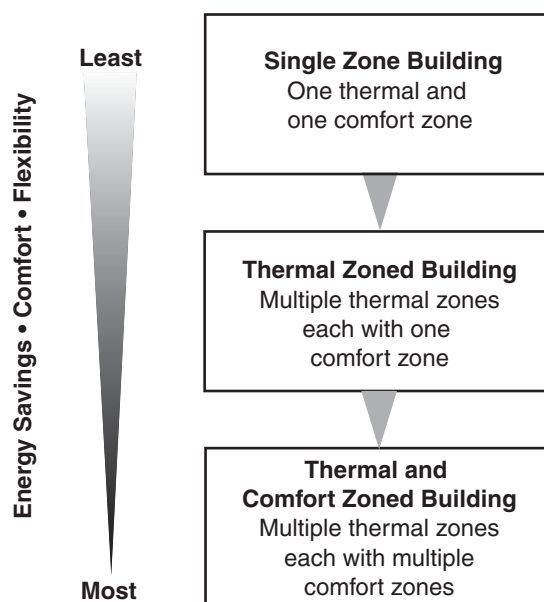 Energy Savings • Comfort • Flexibility
Least
Most
Single Zone Building
One thermal and
one comfort zone
Thermal Zoned Building
Multiple thermal zones
each with one
comfort zone
Thermal and
Comfort Zoned Building
Multiple thermal zones
each with multiple
comfort zones